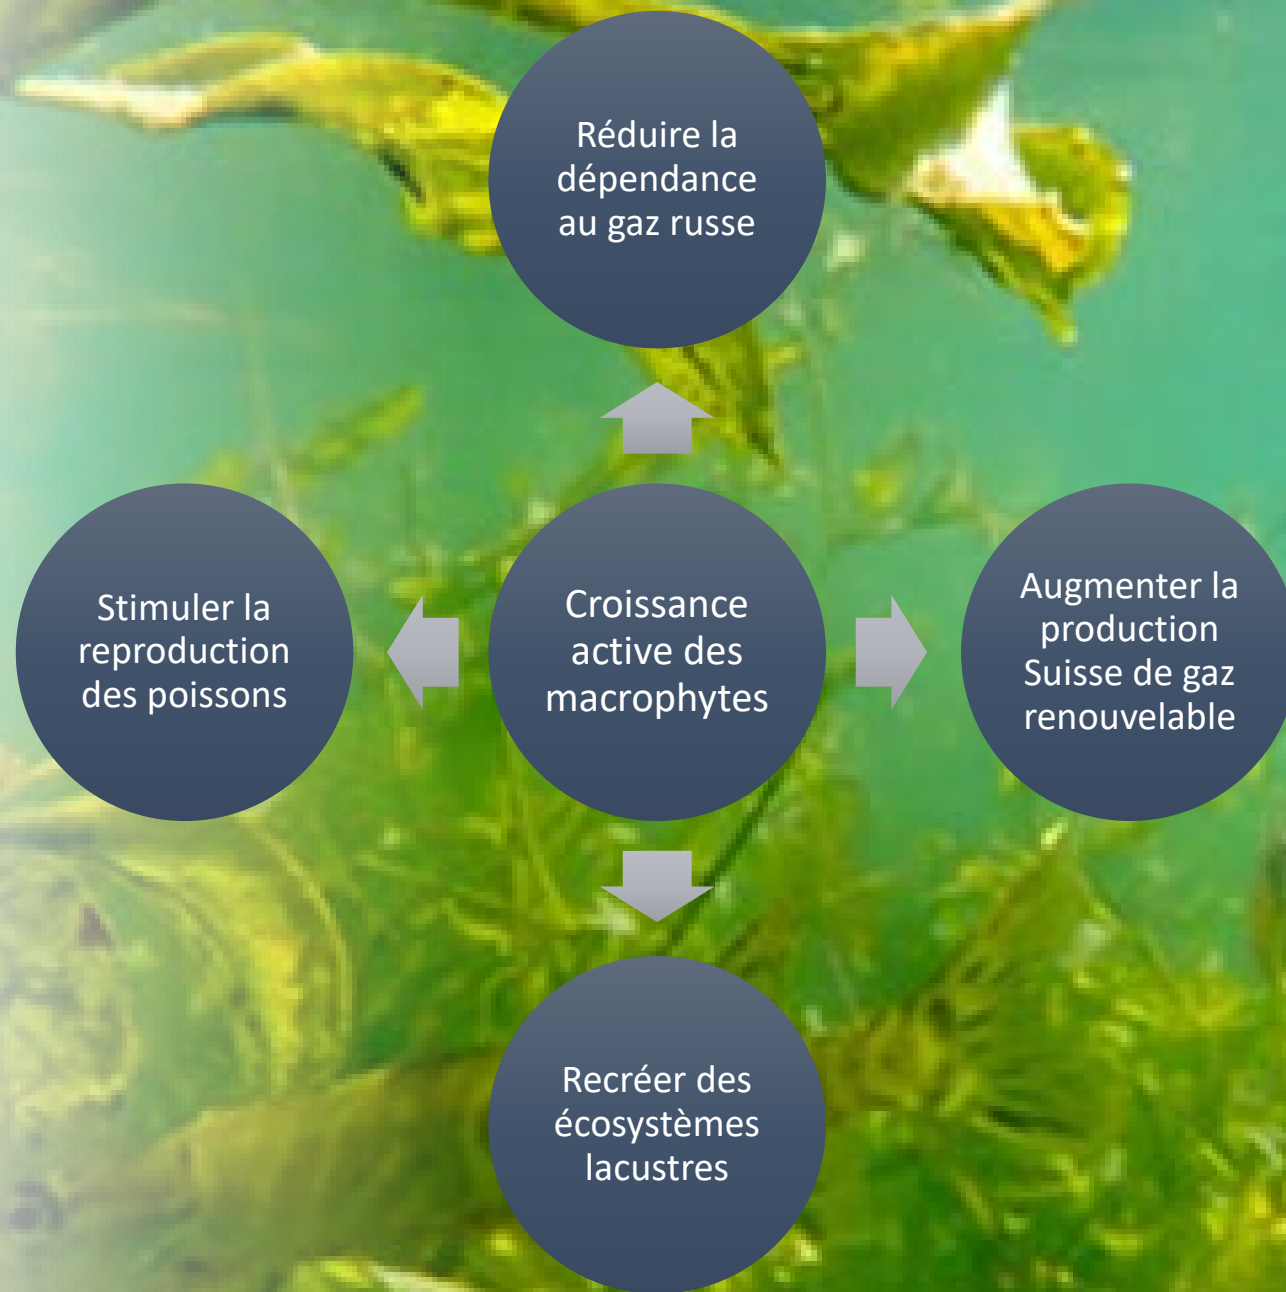 Réduire la
dépendance
au gaz russe
Stimuler la
reproduction
des poissons
Croissance
active des
macrophytes
Augmenter la
production
Suisse de gaz
renouvelable
Recréer des
écosystèmes
lacustres